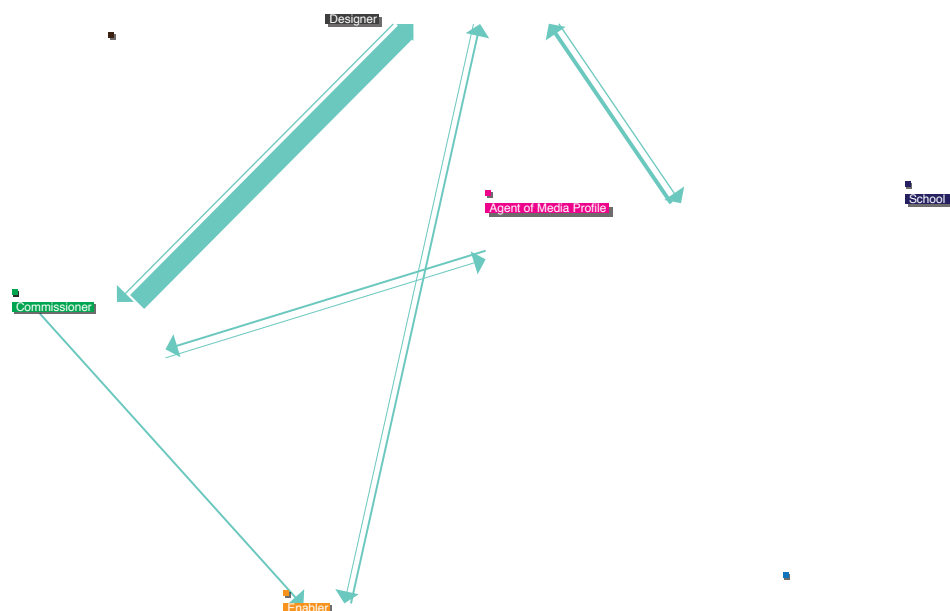 Designer
Agent of Media Profile
School
Commissioner
Enabler